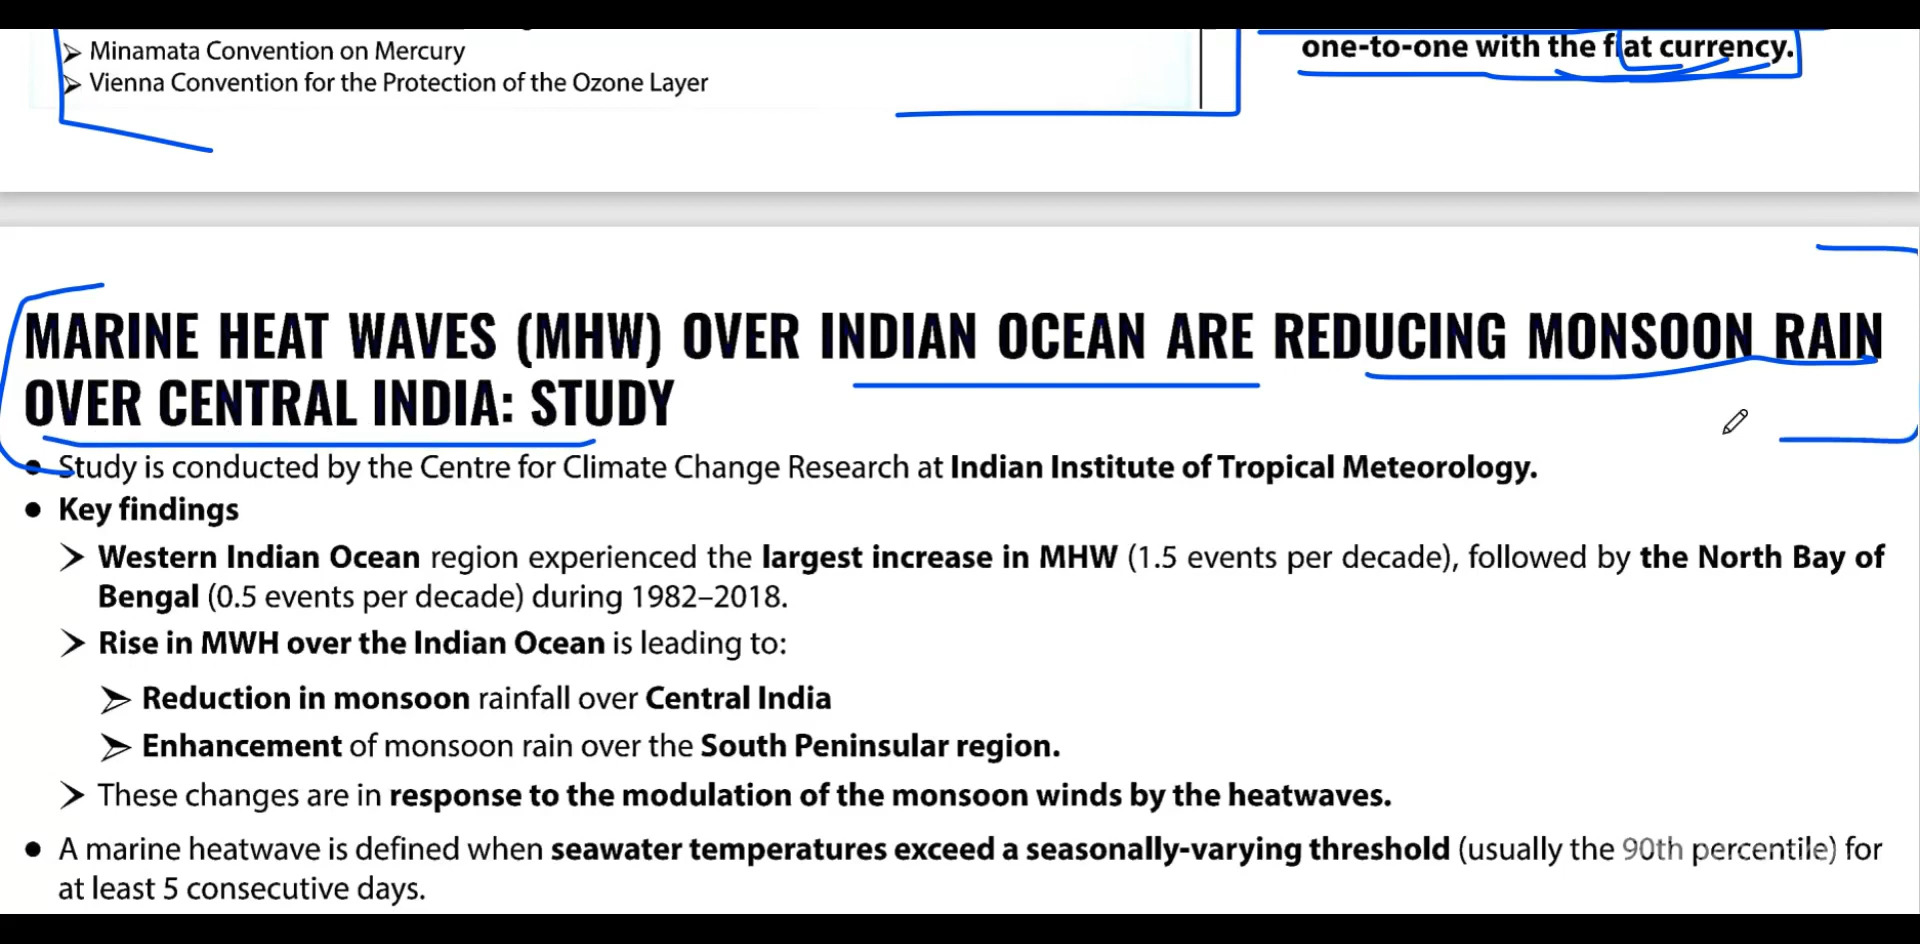 ➢ Minamata Convention on Mercury
➢ Vienna Convention for the Protection of the Ozone Layer
one-to-one with the fiat currency.
MARINE HEAT WAVES (MHW) OVER INDIAN OCEAN ARE REDUCING MONSOON RAIN
OVER CENTRAL INDIA: STUDY
● Study is conducted by the Centre for Climate Change Research at Indian Institute of Tropical Meteorology.
● Key findings
➢ Western Indian Ocean region experienced the largest increase in MHW (1.5 events per decade), followed by the North Bay of
Bengal (0.5 events per decade) during 1982–2018.
➢ Rise in MWH over the Indian Ocean is leading to:
➢ Reduction in monsoon rainfall over Central India
➢ Enhancement of monsoon rain over the South Peninsular region.
➢ These changes are in response to the modulation of the monsoon winds by the heatwaves.
● A marine heatwave is defined when seawater temperatures exceed a seasonally-varying threshold (usually the 90th percentile) for
at least 5 consecutive days.